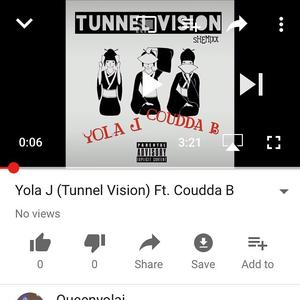 TUNNEL VISION
SHEMIXX
YOLA J COUDDA B
PARENTAL
ADVISORY
EXPLICIT CONTENT
0:06
3:21
Yola J (Tunnel Vision) Ft. Coudda B
No views
0
0
Share
Save
Add to
Queenyolaj